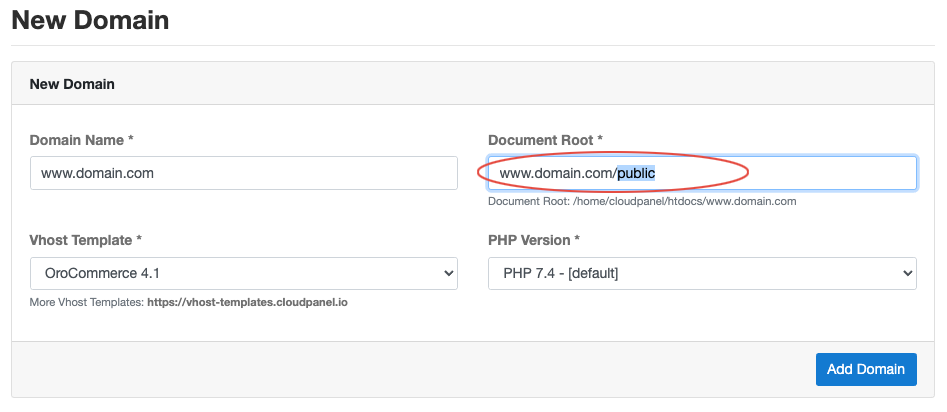 New Domain
New Domain
Domain Name *
Document Root *
www.domain.com
www.domain.com/public
Document Root: /home/cloudpanel/htdocs/www.domain.com
Vhost Template *
PHP Version *
OroCommerce 4.1
PHP 7.4 - [default]
More Vhost Templates: https://vhost-templates.cloudpanel.io
Add Domain